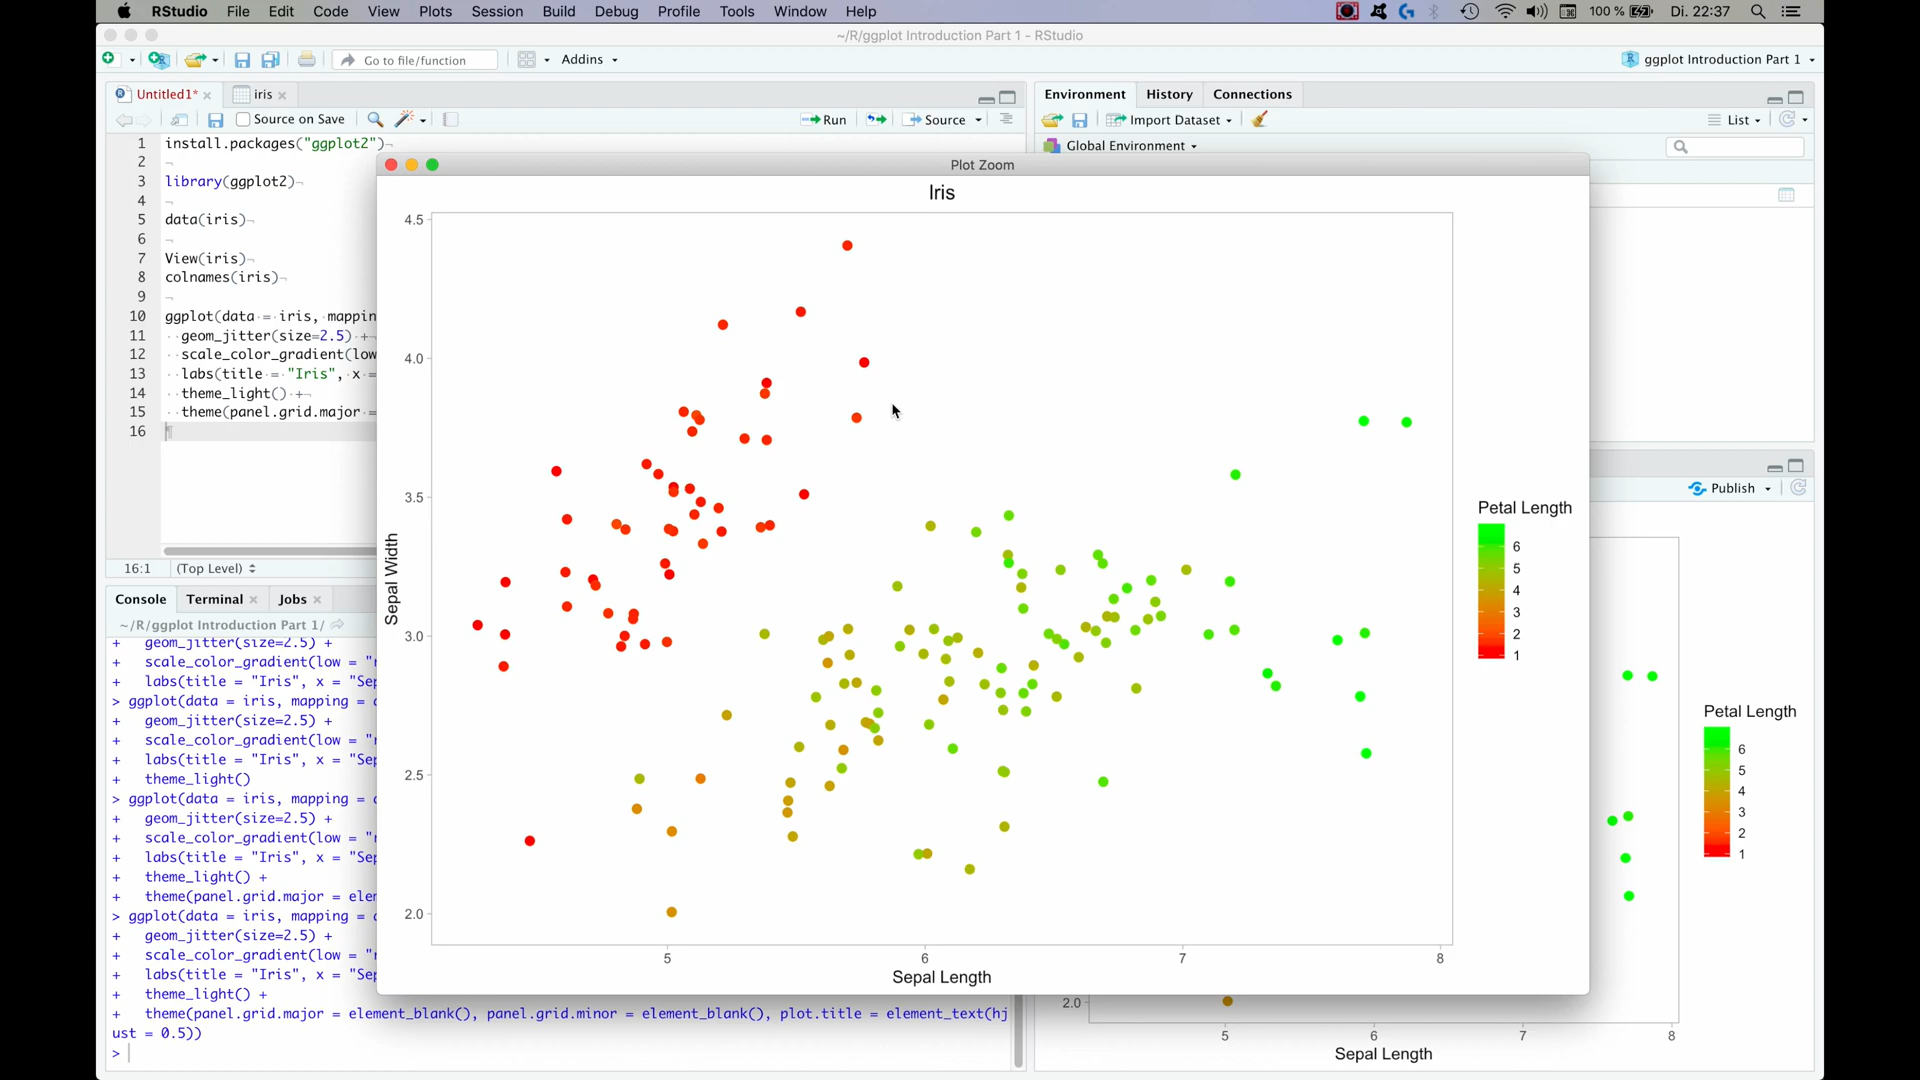 RStudio File Edit Code View Plots Session Build Debug Profile Tools Window Help 100 % Di. 22:37
~/R/ggplot Introduction Part 1 - RStudio
Go to file/function Addins ggplot Introduction Part 1
Untitled1* iris
Source on Save Run Source
1 install.packages("ggplot2")¬
2 ¬
3 library(ggplot2)¬
4 ¬
5 data(iris)¬
6 ¬
7 View(iris)¬
8 colnames(iris)¬
9 ¬
10 ggplot(data = iris, mappin
11 geom_jitter(size=2.5) +¬
12 scale_color_gradient(low
13 labs(title = "Iris", x =
14 theme_light() +¬
15 theme(panel.grid.major =
16 ¶
16:1 (Top Level)
Environment History Connections
Import Dataset List
Global Environment
Publish
Console Terminal Jobs
~/R/ggplot Introduction Part 1/
+ geom_jitter(size=2.5) +
+ scale_color_gradient(low = "r
+ labs(title = "Iris", x = "Sep
> ggplot(data = iris, mapping = a
+ geom_jitter(size=2.5) +
+ scale_color_gradient(low = "r
+ labs(title = "Iris", x = "Sep
+ theme_light()
> ggplot(data = iris, mapping = a
+ geom_jitter(size=2.5) +
+ scale_color_gradient(low = "r
+ labs(title = "Iris", x = "Sep
+ theme_light() +
+ theme(panel.grid.major = elem
> ggplot(data = iris, mapping = a
+ geom_jitter(size=2.5) +
+ scale_color_gradient(low = "r
+ labs(title = "Iris", x = "Sep
+ theme_light() +
+ theme(panel.grid.major = element_blank(), panel.grid.minor = element_blank(), plot.title = element_text(hj
ust = 0.5))
>
Plot Zoom
Iris
4.5
4.0
3.5
3.0
2.5
2.0
Sepal Width
5 6 7 8
Sepal Length
Petal Length
6
5
4
3
2
1
Petal Length
6
5
4
3
2
1
2.0
5 6 7 8
Sepal Length